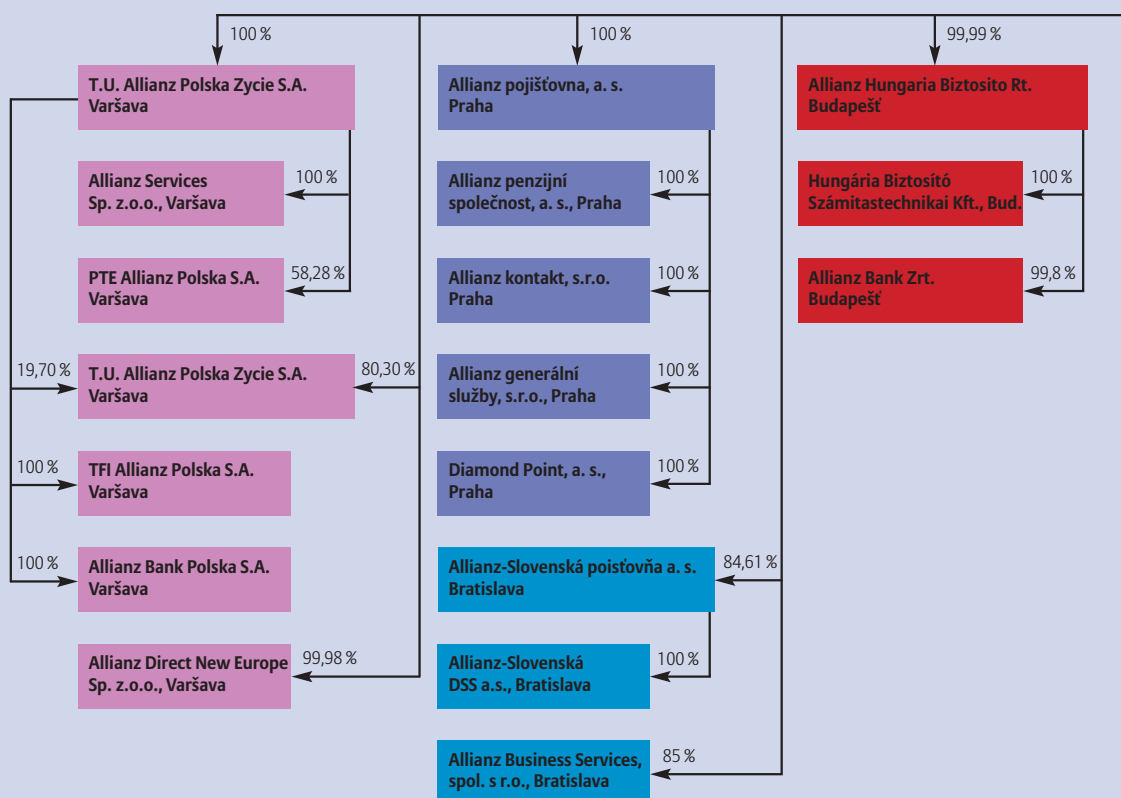 100 %
100 %
99,99 %
T.U. Allianz Polska Zycie S.A.
Varšava
Allianz Services
Sp. z.o.o., Varšava
100 %
PTE Allianz Polska S.A.
Varšava
58,28 %
19,70 %
T.U. Allianz Polska Zycie S.A.
Varšava
80,30 %
100 %
TFI Allianz Polska S.A.
Varšava
100 %
Allianz Bank Polska S.A.
Varšava
Allianz Direct New Europe
Sp. z.o.o., Varšava
99,98 %
Allianz pojišťovna, a. s.
Praha
Allianz penzijní
společnost, a. s., Praha
100 %
Allianz kontakt, s.r.o.
Praha
100 %
Allianz generální
služby, s.r.o., Praha
100 %
Diamond Point, a. s.,
Praha
100 %
Allianz-Slovenská poisťovňa a. s.
Bratislava
84,61 %
Allianz-Slovenská
DSS a.s., Bratislava
100 %
Allianz Business Services,
spol. s r.o., Bratislava
85 %
Allianz Hungaria Biztosito Rt.
Budapešť
Hungária Biztosító
Számitastechnikai Kft., Bud.
100 %
Allianz Bank Zrt.
Budapešť
99,8 %